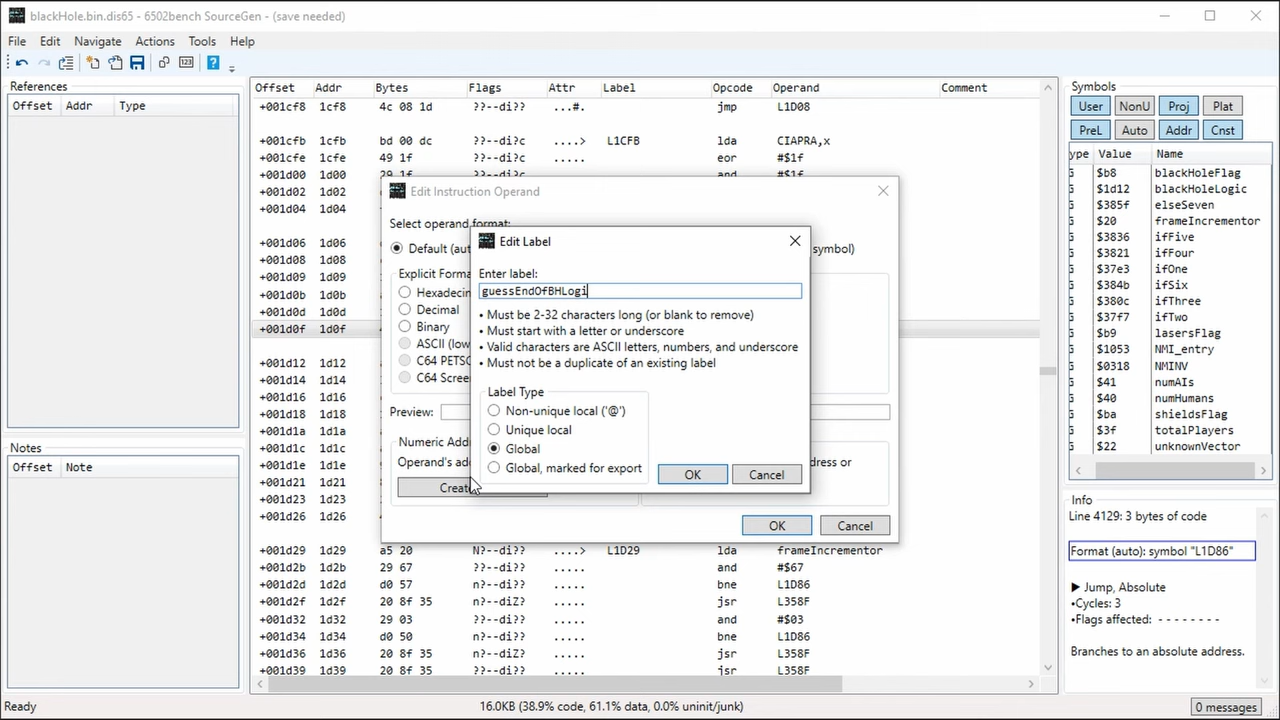 blackHole.bin.dis65 - 6502bench SourceGen - (save needed)
File Edit Navigate Actions Tools Help
References
Offset Addr Type
Notes
Offset Note
Offset Addr Bytes Flags Attr Label Opcode Operand Comment
+001cf8 1cf8 4c 08 1d ??--di?? ...#. jmp L1D08
+001cfb 1cfb bd 00 dc ??--di?c ....> L1CFB lda CIAPRA,x
+001cfe 1cfe 49 1f ??--di?c ..... eor #$1f
+001d00 1d00 29 1f ??--di?c ..... and #$1f
+001d02 1d02
+001d04 1d04
+001d06 1d06
+001d08 1d08
+001d0b 1d0b
+001d0d 1d0d
+001d0f 1d0f
+001d12 1d12
+001d14 1d14
+001d16 1d16
+001d18 1d18
+001d1a 1d1a
+001d1c 1d1c
+001d1e 1d1e
+001d21 1d21
+001d23 1d23
+001d26 1d26
+001d29 1d29 a5 20 N?--di?? ....> L1D29 lda frameIncrementor
+001d2b 1d2b 29 67 n?--di?? ..... and #$67
+001d2d 1d2d d0 57 n?--di?? ..... bne L1D86
+001d2f 1d2f 20 8f 35 n?--diZ? ..... jsr L358F
+001d32 1d32 29 03 ??--di?? ..... and #$03
+001d34 1d34 d0 50 n?--di?? ..... bne L1D86
+001d36 1d36 20 8f 35 n?--di?? ..... jsr L358F
+001d39 1d39 20 8f 35 ??--di?? ..... jsr L358F
Edit Instruction Operand
Select operand format:
Default (aut
symbol)
Explicit Forma
Hexadecin
Decimal
Binary
ASCII (low
C64 PETSC
C64 Scree
Preview:
Numeric Addr
Operand's add
dress or
Create
OK Cancel
Edit Label
Enter label:
guessEndOfBHLogi
• Must be 2-32 characters long (or blank to remove)
• Must start with a letter or underscore
• Valid characters are ASCII letters, numbers, and underscore
• Must not be a duplicate of an existing label
Label Type
Non-unique local ('@')
Unique local
Global
Global, marked for export
OK Cancel
Symbols
User NonU Proj Plat
PreL Auto Addr Cnst
ype Value Name
G $b8 blackHoleFlag
G $1d12 blackHoleLogic
G $385f elseSeven
G $20 frameIncrementor
G $3836 ifFive
G $3821 ifFour
G $37e3 ifOne
G $384b ifSix
G $380c ifThree
G $37f7 ifTwo
G $b9 lasersFlag
G $1053 NMI_entry
G $0318 NMINV
G $41 numAIs
G $40 numHumans
G $ba shieldsFlag
G $3f totalPlayers
G $22 unknownVector
Info
Line 4129: 3 bytes of code
Format (auto): symbol "L1D86"
▶ Jump, Absolute
•Cycles: 3
•Flags affected: - - - - - - - -
Branches to an absolute address.
Ready
16.0KB (38.9% code, 61.1% data, 0.0% uninit/junk)
0 messages